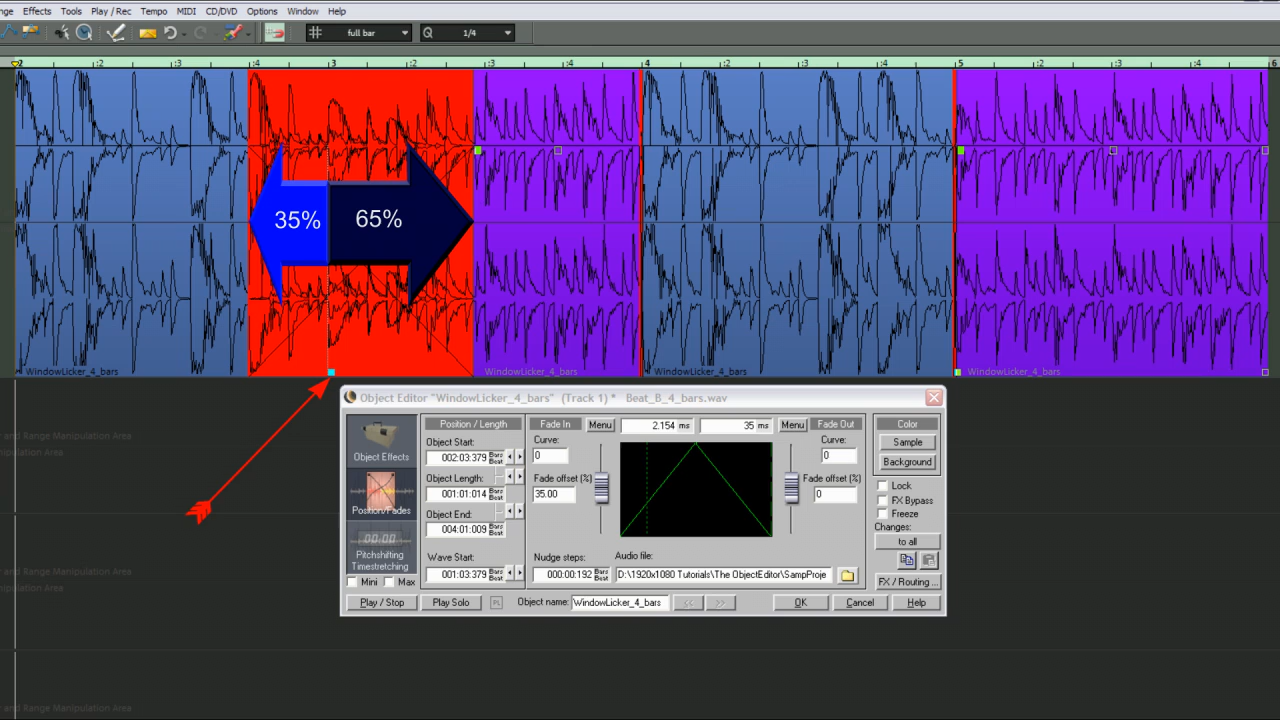 nge Effects Tools Play / Rec Tempo MIDI CD/DVD Options Window Help
full bar Q 1/4
2 :2 :3 :4 3 :2 :3 :4 4 :2 :3 :4 5 :2 :3 :4 6
35% 65%
WindowLicker_4_bars WindowLicker_4_bars WindowLicker_4_bars WindowLicker_4_bars
Object Editor "WindowLicker_4_bars" (Track 1) * Beat_B_4_bars.wav
Position / Length Fade In Menu 2.154 ms 35 ms Menu Fade Out Color
Object Effects
Position/Fades
00:00
Pitchshifting
Timestretching
Mini Max
Object Start:
002:03:379 Bars Beat
Object Length:
001:01:014 Bars Beat
Object End:
004:01:009 Bars Beat
Wave Start:
001:03:379 Bars Beat
Curve:
0
Fade offset (%)
35.00
Nudge steps:
000:00:192 Bars Beat
Audio file:
D:\1920x1080 Tutorials\The ObjectEditor\SampProje
Curve:
0
Fade offset (%)
0
Sample
Background
Lock
FX Bypass
Freeze
Changes:
to all
FX / Routing ...
Play / Stop Play Solo PL Object name: WindowLicker_4_bars << >> OK Cancel Help
r and Range Manipulation Area
nipulation Area
r and Range Manipulation Area
r and Range Manipulation Area
nipulation Area
r and Range Manipulation Area